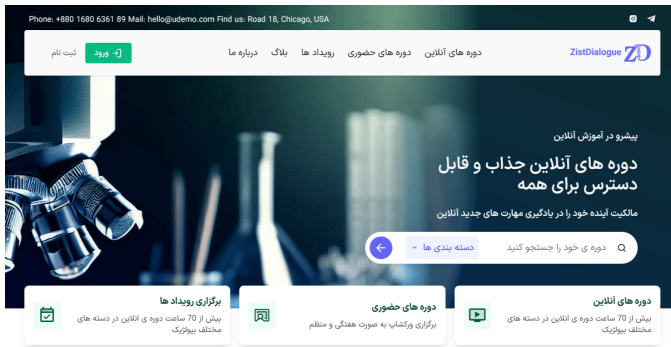 Phone: +880 1680 6361 89 Mail: hello@udemo.com Find us: Road 18, Chicago, USA
ZistDialogue ZD
دوره های آنلاین
دوره های حضوری
رویداد ها
بلاگ
درباره ما
ورود
ثبت نام
پیشرو در آموزش آنلاین
دوره های آنلاین جذاب و قابل
دسترس برای همه
مالکیت آینده خود را در یادگیری مهارت های جدید آنلاین
دوره ی خود را جستجو کنید
دسته بندی ها
دوره های آنلاین
بیش از 70 ساعت دوره ی آنلاین در دسته های
مختلف بیولژیک
دوره های حضوری
برگزاری ورکشاپ به صورت هفتگی و منظم
برگزاری رویداد ها
بیش از 70 ساعت دوره ی انلاین در دسته های
مختلف بیولژیک